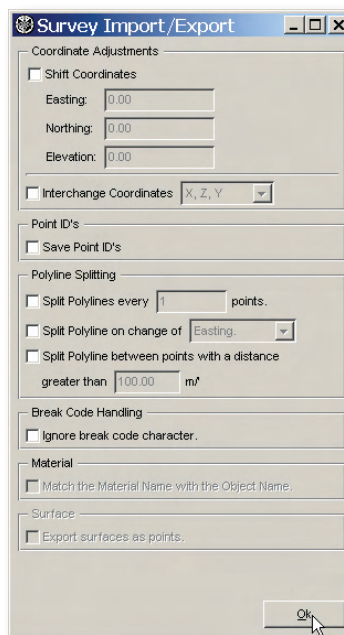 Survey Import/Export
Coordinate Adjustments
Shift Coordinates
Easting: 0.00
Northing: 0.00
Elevation: 0.00
Interchange Coordinates X, Z, Y
Point ID's
Save Point ID's
Polyline Splitting
Split Polylines every 1 points.
Split Polyline on change of Easting.
Split Polyline between points with a distance
greater than 100.00 m/'
Break Code Handling
Ignore break code character.
Material
Match the Material Name with the Object Name.
Surface
Export surfaces as points.
Ok